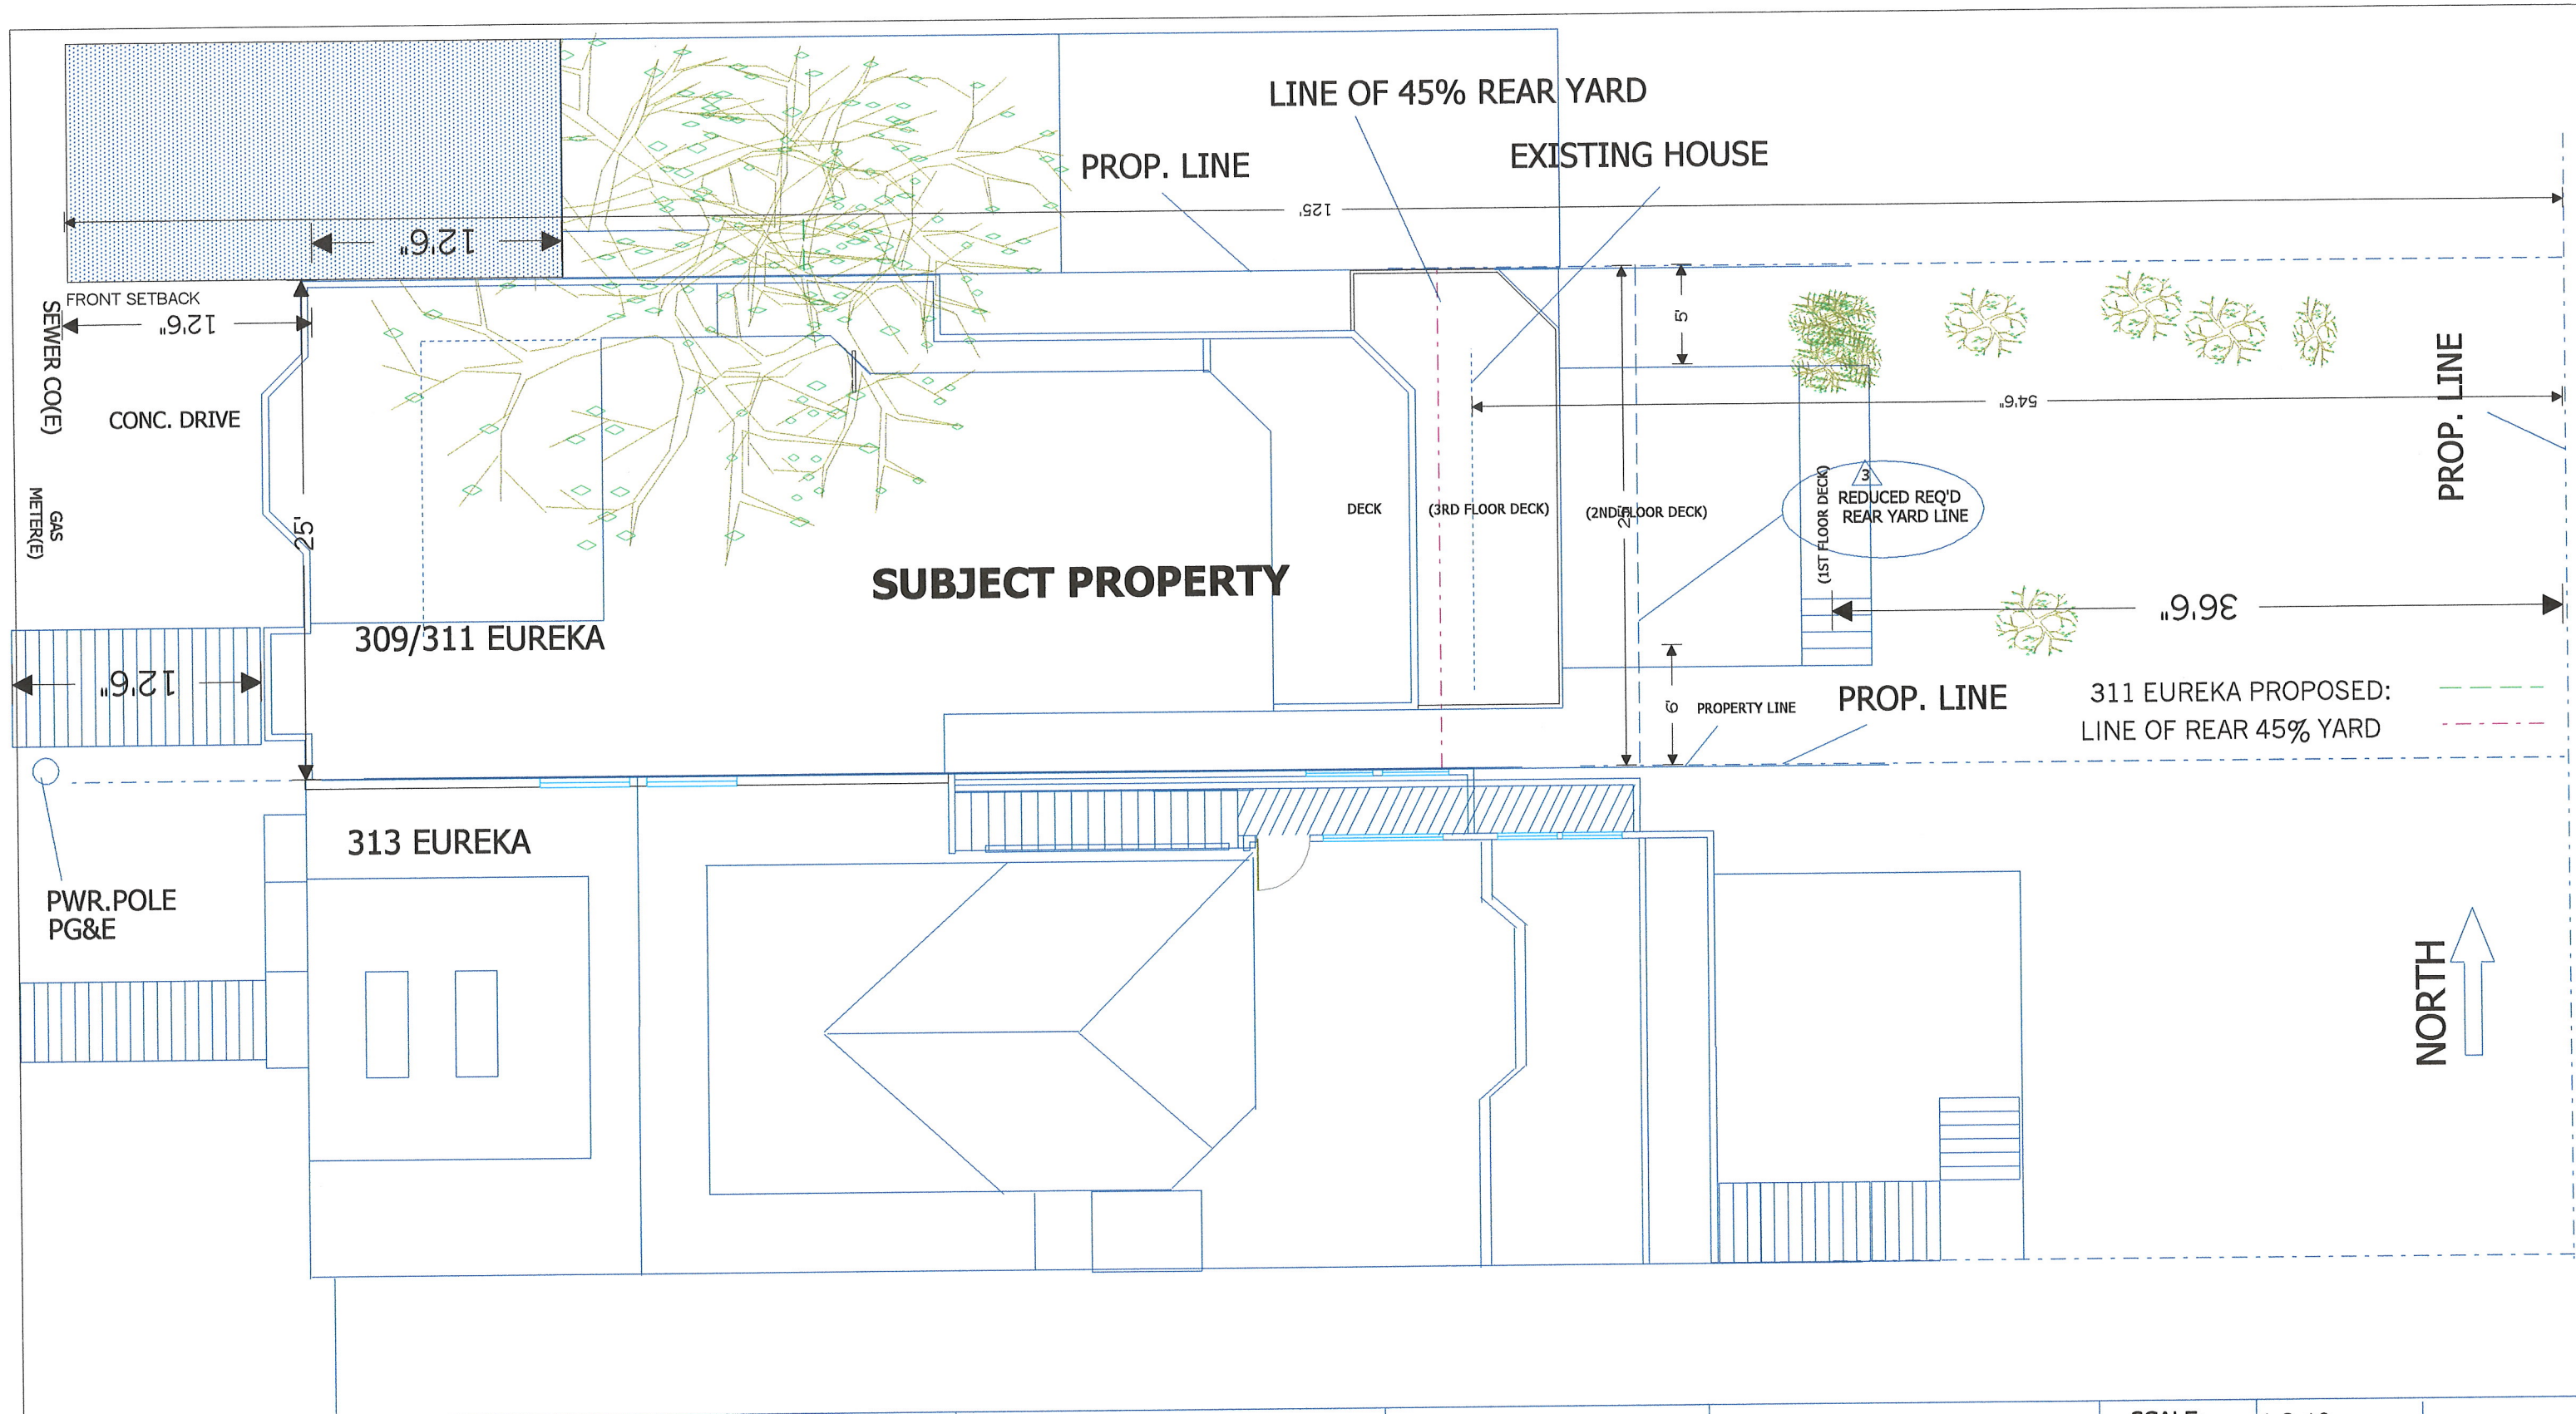 LINE OF 45% REAR YARD
EXISTING HOUSE
PROP. LINE
125'
12'6"
FRONT SETBACK
12'6"
SEWER CO(E)
CONC. DRIVE
GAS
METER(E)
25'
5'
54'6"
PROP. LINE
DECK
(3RD FLOOR DECK)
(2ND FLOOR DECK)
25'
(1ST FLOOR DECK)
3
REDUCED REQ'D
REAR YARD LINE
SUBJECT PROPERTY
309/311 EUREKA
12'6"
36'6"
6'
PROPERTY LINE
PROP. LINE
311 EUREKA PROPOSED:
LINE OF REAR 45% YARD
313 EUREKA
PWR.POLE
PG&E
NORTH